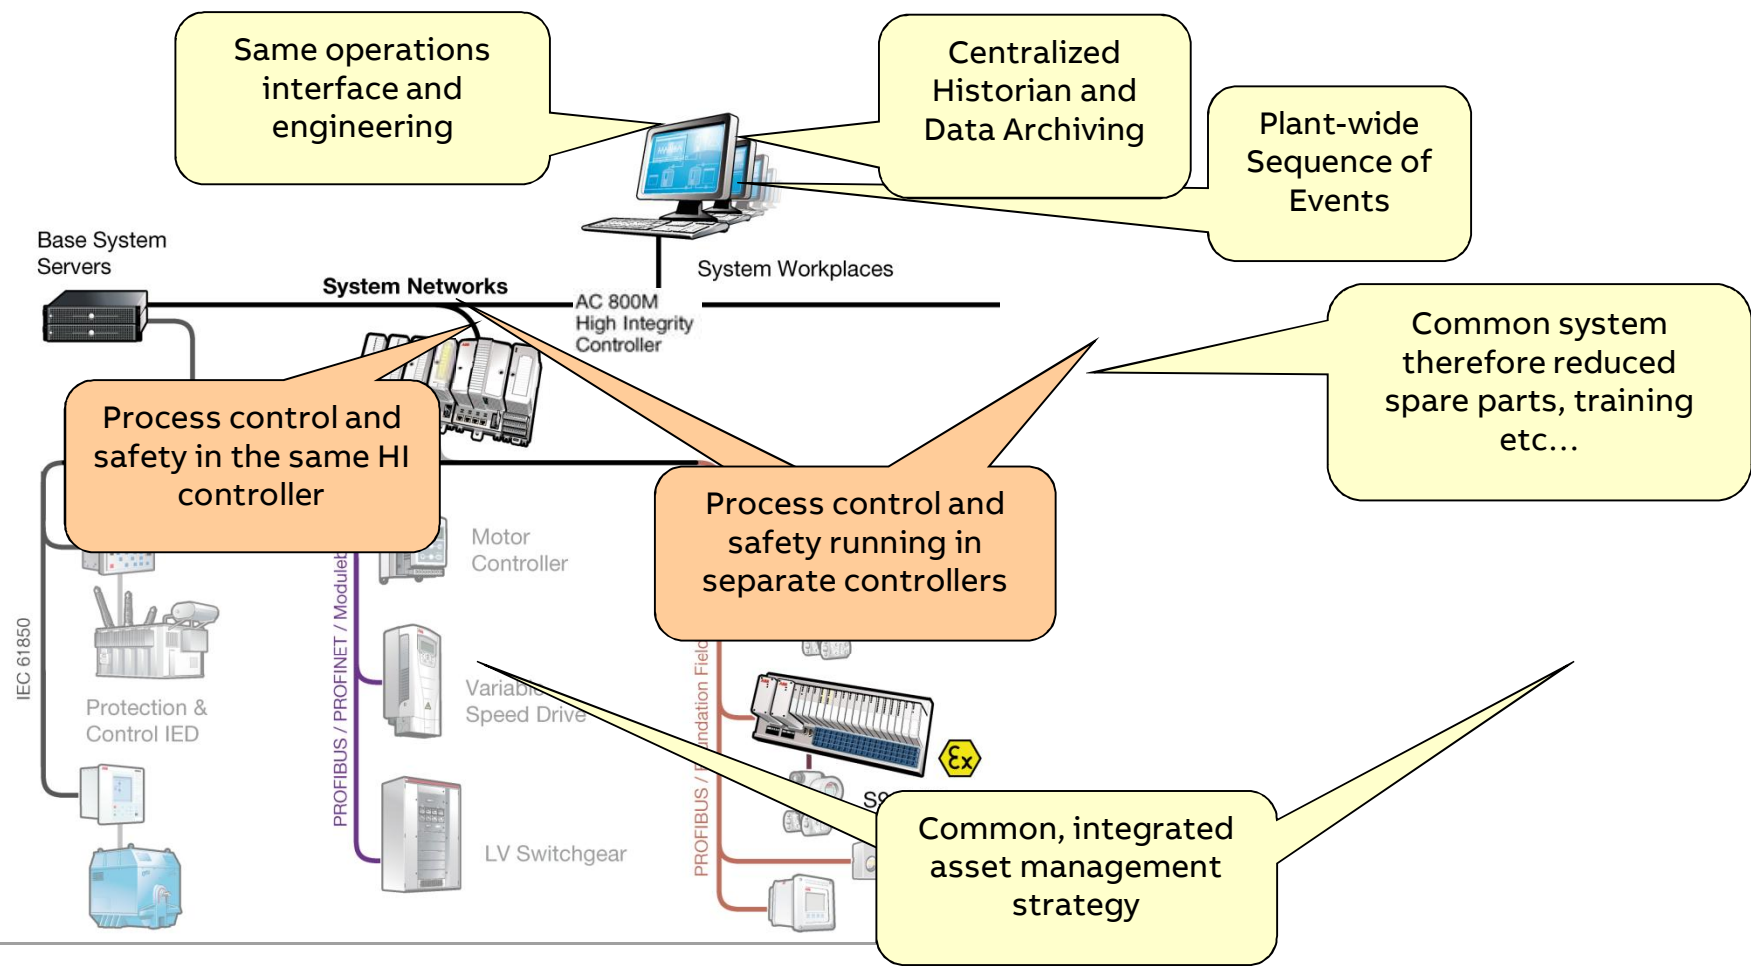 Same operations
interface and
engineering
Centralized
Historian and
Data Archiving
Plant-wide
Sequence of
Events
Base System
Servers
System Networks
System Workplaces
AC 800M
High Integrity
Controller
Common system
therefore reduced
spare parts, training
etc...
Process control and
safety in the same HI
controller
Process control and
safety running in
separate controllers
Motor
Controller
IEC 61850
PROFIBUS / PROFINET /
Protection &
Control IED
Variable
Speed Drive
PROFIBUS /
εx
LV Switchgear
Common, integrated
asset management
strategy